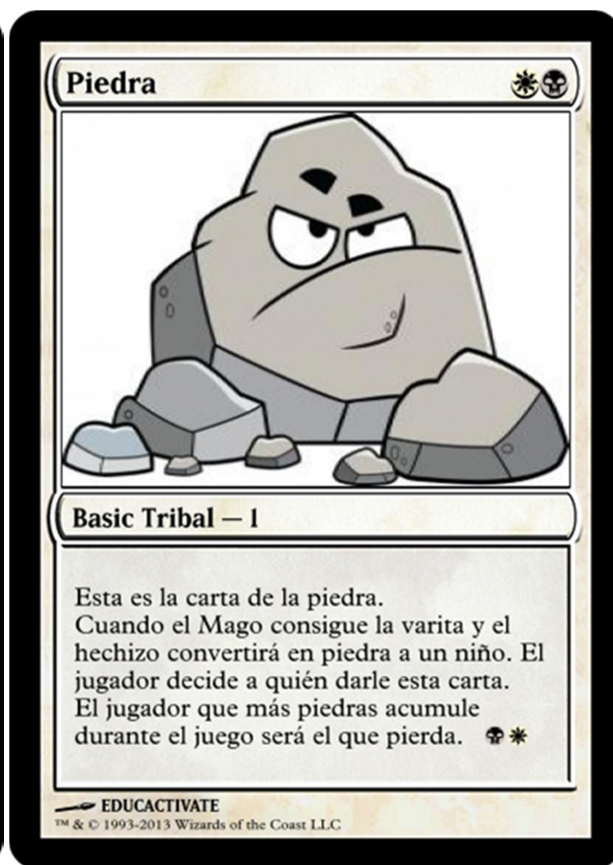 Piedra
Basic Tribal — 1
Esta es la carta de la piedra.
Cuando el Mago consigue la varita y el
hechizo convertirá en piedra a un niño. El
jugador decide a quién darle esta carta.
El jugador que más piedras acumule
durante el juego será el que pierda.
EDUCACTIVATE
™ & © 1993-2013 Wizards of the Coast LLC